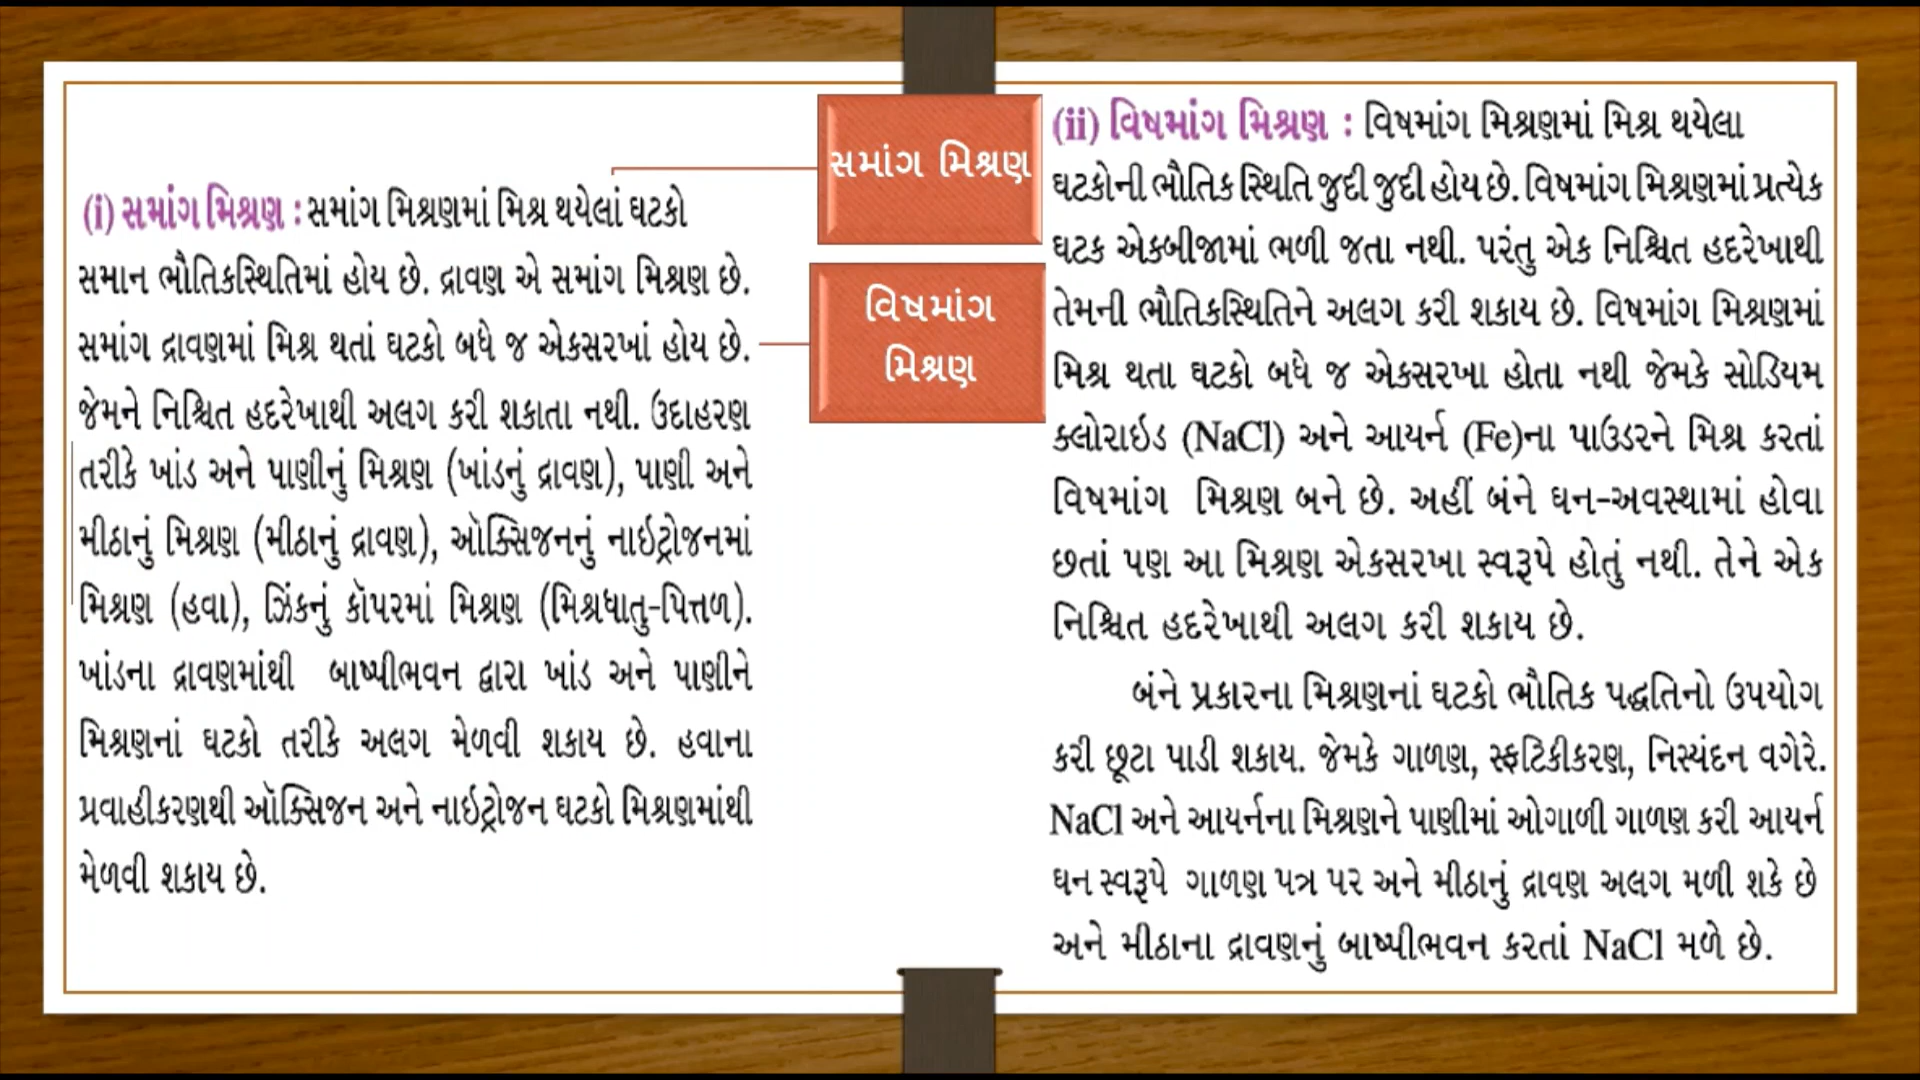 (i) સમાંગ મિશ્રણ : સમાંગ મિશ્રણમાં મિશ્ર થયેલાં ઘટકો
સમાન ભૌતિકસ્થિતિમાં હોય છે. દ્રાવણ એ સમાંગ મિશ્રણ છે.
સમાંગ દ્રાવણમાં મિશ્ર થતાં ઘટકો બધે જ એકસરખાં હોય છે.
જેમને નિશ્ચિત હદરેખાથી અલગ કરી શકાતા નથી. ઉદાહરણ
તરીકે ખાંડ અને પાણીનું મિશ્રણ (ખાંડનું દ્રાવણ), પાણી અને
મીઠાનું મિશ્રણ (મીઠાનું દ્રાવણ), ઑક્સિજનનું નાઇટ્રોજનમાં
મિશ્રણ (હવા), ઝિંકનું કૉપરમાં મિશ્રણ (મિશ્રધાતુ-પિત્તળ).
ખાંડના દ્રાવણમાંથી બાષ્પીભવન દ્વારા ખાંડ અને પાણીને
મિશ્રણનાં ઘટકો તરીકે અલગ મેળવી શકાય છે. હવાના
પ્રવાહીકરણથી ઑક્સિજન અને નાઇટ્રોજન ઘટકો મિશ્રણમાંથી
મેળવી શકાય છે.
સમાંગ મિશ્રણ
વિષમાંગ
મિશ્રણ
(ii) વિષમાંગ મિશ્રણ : વિષમાંગ મિશ્રણમાં મિશ્ર થયેલા
ઘટકોની ભૌતિક સ્થિતિ જુદી જુદી હોય છે. વિષમાંગ મિશ્રણમાં પ્રત્યેક
ઘટક એકબીજામાં ભળી જતા નથી. પરંતુ એક નિશ્ચિત હદરેખાથી
તેમની ભૌતિકસ્થિતિને અલગ કરી શકાય છે. વિષમાંગ મિશ્રણમાં
મિશ્ર થતા ઘટકો બધે જ એકસરખા હોતા નથી જેમકે સોડિયમ
ક્લોરાઇડ (NaCl) અને આયર્ન (Fe)ના પાઉડરને મિશ્ર કરતાં
વિષમાંગ મિશ્રણ બને છે. અહીં બંને ઘન-અવસ્થામાં હોવા
છતાં પણ આ મિશ્રણ એકસરખા સ્વરૂપે હોતું નથી. તેને એક
નિશ્ચિત હદરેખાથી અલગ કરી શકાય છે.
બંને પ્રકારના મિશ્રણનાં ઘટકો ભૌતિક પદ્ધતિનો ઉપયોગ
કરી છૂટા પાડી શકાય. જેમકે ગાળણ, સ્ફટિકીકરણ, નિસ્યંદન વગેરે.
NaCl અને આયર્નના મિશ્રણને પાણીમાં ઓગાળી ગાળણ કરી આયર્ન
ઘન સ્વરૂપે ગાળણ પત્ર પર અને મીઠાનું દ્રાવણ અલગ મળી શકે છે
અને મીઠાના દ્રાવણનું બાષ્પીભવન કરતાં NaCl મળે છે.